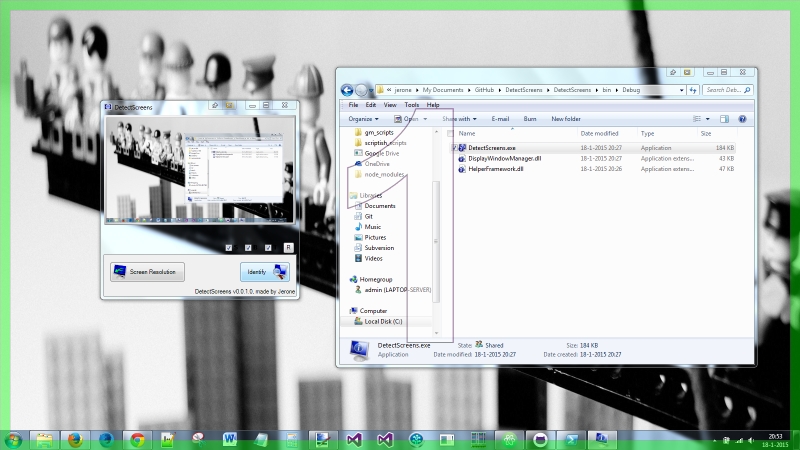 DetectScreens
R
Screen Resolution
Identify
DetectScreens v0.0.1.0, made by Jerone
« jerone ▸ My Documents ▸ GitHub ▸ DetectScreens ▸ DetectScreens ▸ bin ▸ Debug
Search Deb...
File Edit View Tools Help
Organize Open Share with E-mail Burn New folder
gm_scripts
scriptish_scripts
Google Drive
OneDrive
node_modules
Libraries
Documents
Git
Music
Pictures
Subversion
Videos
Homegroup
admin (LAPTOP-SERVER)
Computer
Local Disk (C:)
Name Date modified Type Size
DetectScreens.exe 18-1-2015 20:27 Application 184 KB
DisplayWindowManager.dll 18-1-2015 20:27 Application extens... 43 KB
HelperFramework.dll 18-1-2015 20:26 Application extens... 47 KB
DetectScreens.exe State: Shared Size: 184 KB
Application Date modified: 18-1-2015 20:27 Date created: 18-1-2015 20:27
1
20:53
18-1-2015